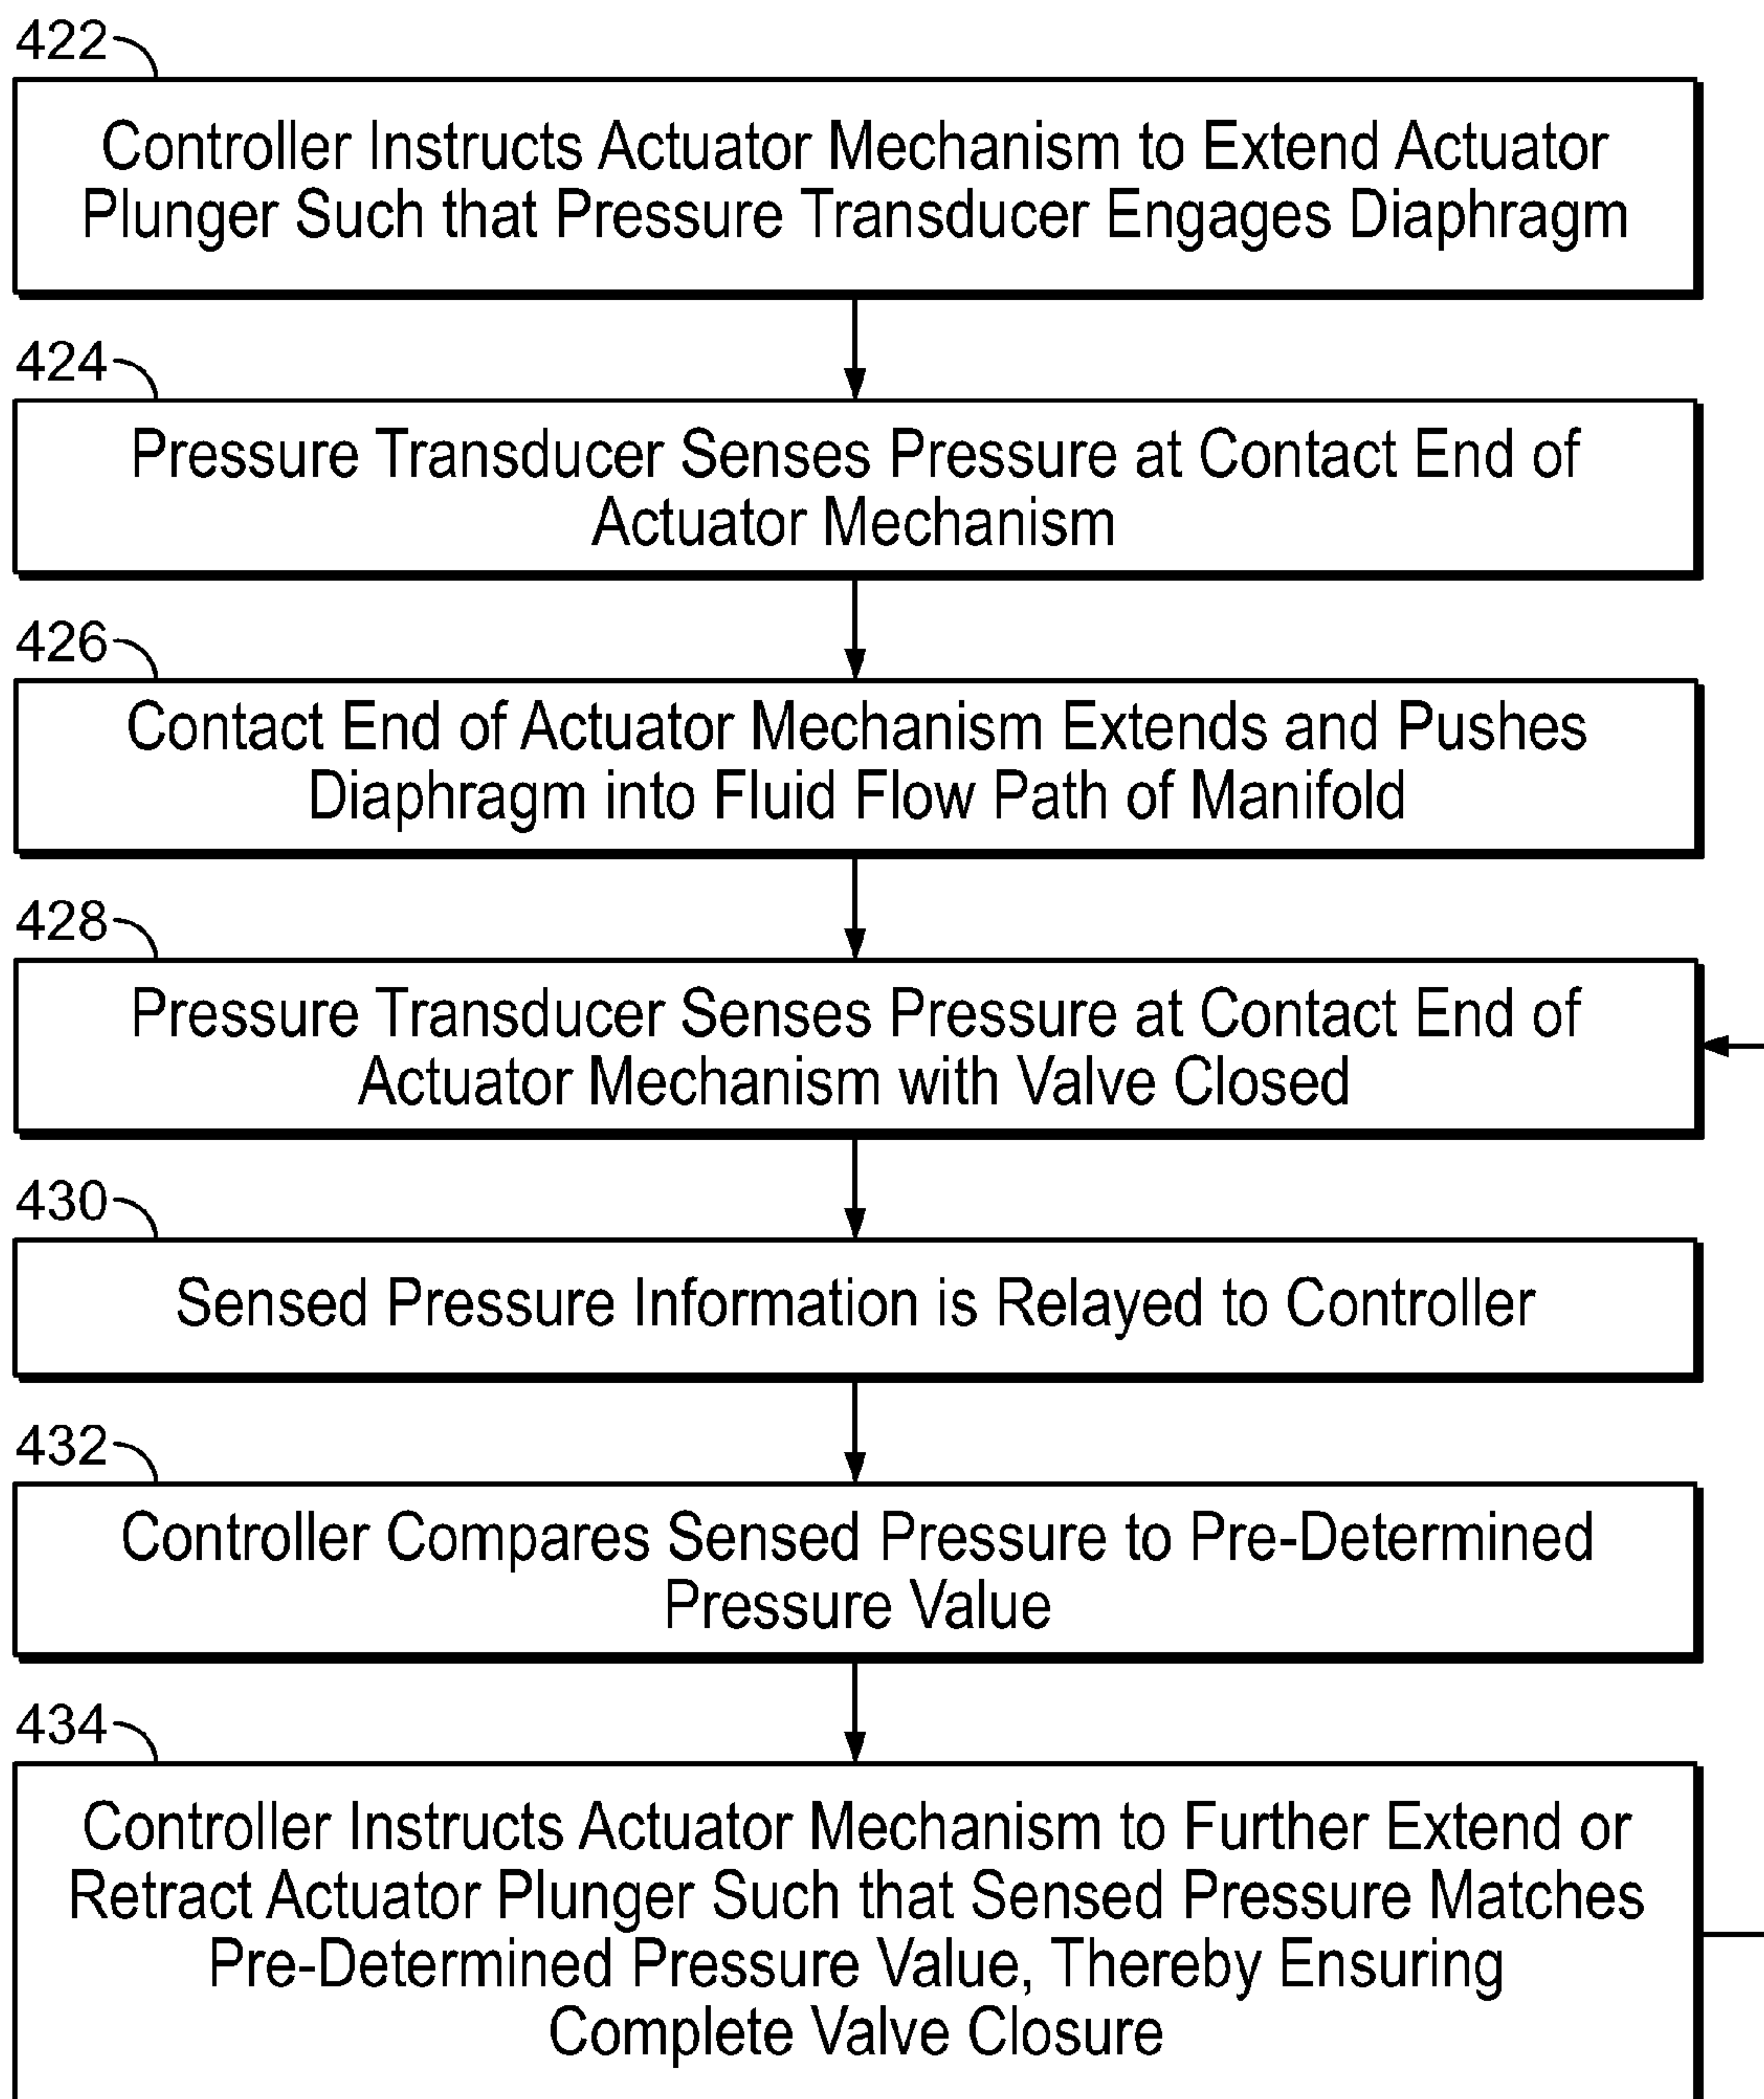 422
Controller Instructs Actuator Mechanism to Extend Actuator
Plunger Such that Pressure Transducer Engages Diaphragm
424
Pressure Transducer Senses Pressure at Contact End of
Actuator Mechanism
426
Contact End of Actuator Mechanism Extends and Pushes
Diaphragm into Fluid Flow Path of Manifold
428
Pressure Transducer Senses Pressure at Contact End of
Actuator Mechanism with Valve Closed
430
Sensed Pressure Information is Relayed to Controller
432
Controller Compares Sensed Pressure to Pre-Determined
Pressure Value
434
Controller Instructs Actuator Mechanism to Further Extend or
Retract Actuator Plunger Such that Sensed Pressure Matches
Pre-Determined Pressure Value, Thereby Ensuring
Complete Valve Closure